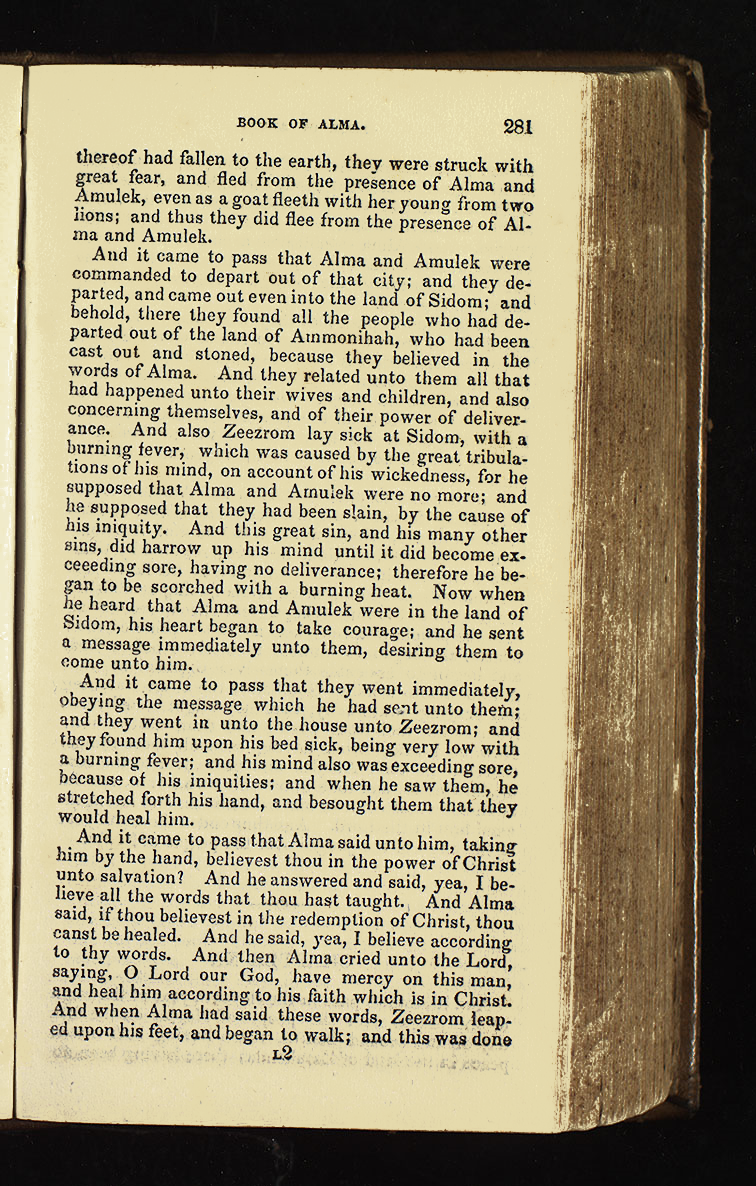 BOOK OF ALMA. 281
thereof had fallen to the earth, they were struck with
great fear, and fled from the presence of Alma and
Amulek, even as a goat fleeth with her young from two
lions; and thus they did flee from the presence of Al-
ma and Amulek.
And it came to pass that Alma and Amulek were
commanded to depart out of that city; and they de-
parted, and came out even into the land of Sidom; and
behold, there they found all the people who had de-
parted out of the land of Ammonihah, who had been
cast out and stoned, because they believed in the
words of Alma. And they related unto them all that
had happened unto their wives and children, and also
concerning themselves, and of their power of deliver-
ance. And also Zeezrom lay sick at Sidom, with a
burning fever, which was caused by the great tribula-
tions of his mind, on account of his wickedness, for he
supposed that Alma and Amulek were no more; and
he supposed that they had been slain, by the cause of
his iniquity. And this great sin, and his many other
sins, did harrow up his mind until it did become ex-
ceeeding sore, having no deliverance; therefore he be-
gan to be scorched with a burning heat. Now when
he heard that Alma and Amulek were in the land of
Sidom, his heart began to take courage; and he sent
a message immediately unto them, desiring them to
come unto him.
And it came to pass that they went immediately,
obeying the message which he had sent unto them;
and they went in unto the house unto Zeezrom; and
they found him upon his bed sick, being very low with
a burning fever; and his mind also was exceeding sore,
because of his iniquities; and when he saw them, he
stretched forth his hand, and besought them that they
would heal him.
And it came to pass that Alma said unto him, taking
him by the hand, believest thou in the power of Christ
unto salvation? And he answered and said, yea, I be-
lieve all the words that thou hast taught. And Alma
said, if thou believest in the redemption of Christ, thou
canst be healed. And he said, yea, I believe according
to thy words. And then Alma cried unto the Lord,
saying, O Lord our God, have mercy on this man,
and heal him according to his faith which is in Christ.
And when Alma had said these words, Zeezrom leap-
ed upon his feet, and began to walk; and this was done
L2